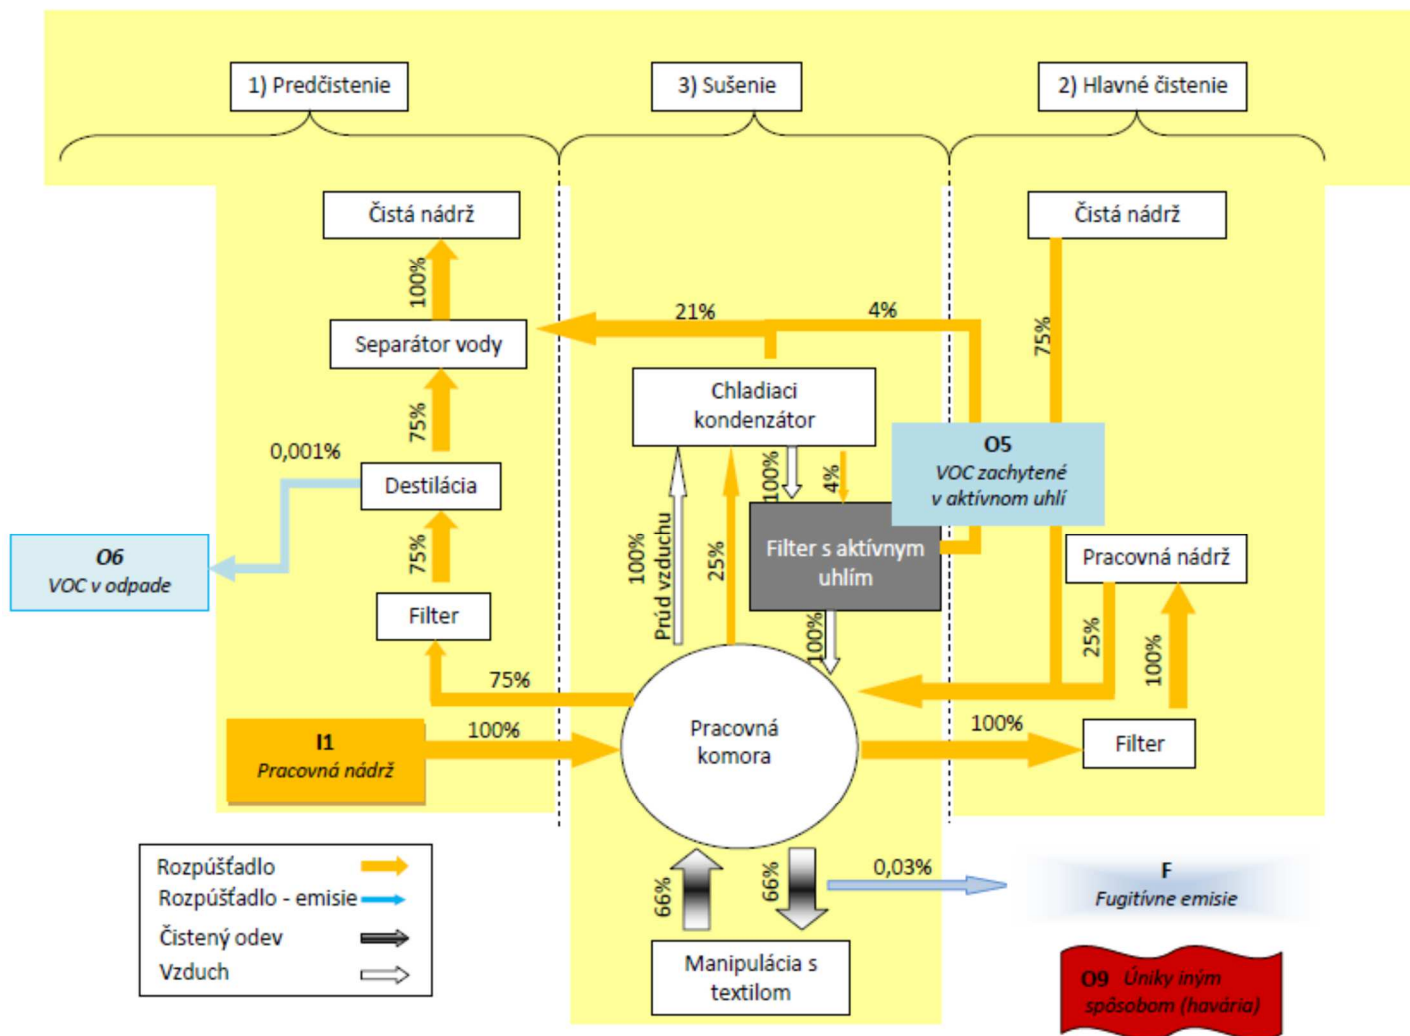 1) Predčistenie
3) Sušenie
2) Hlavné čistenie
Čistá nádrž
Čistá nádrž
100%
21%
4%
75%
Separátor vody
Chladiaci
kondenzátor
75%
0,001%
Destilácia
O5
VOC zachytené
v aktívnom uhlí
100%
4%
100%
Prúd vzduchu
25%
Filter s aktívnym
uhlím
O6
VOC v odpade
75%
Pracovná nádrž
Filter
100%
25%
100%
75%
I1
Pracovná nádrž
100%
Pracovná
komora
100%
Filter
Rozpúšťadlo
Rozpúšťadlo - emisie
Čistený odev
Vzduch
66%
66%
0,03%
F
Fugitívne emisie
Manipulácia s
textilom
O9 Úniky iným
spôsobom (havária)